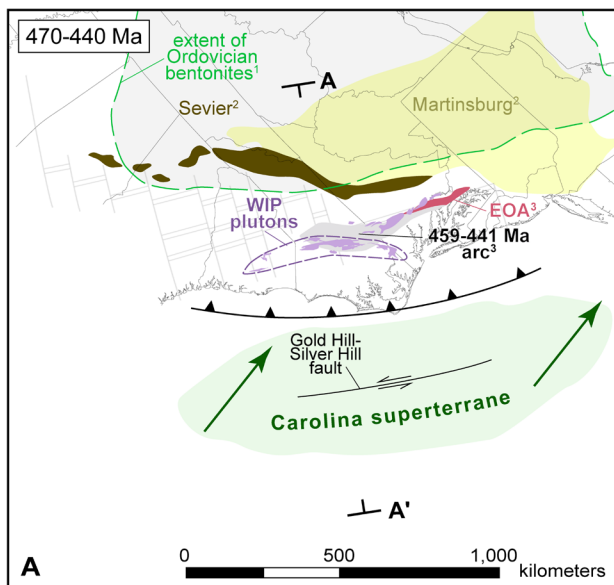 470-440 Ma
extent of
Ordovician
bentonites¹
A
Sevier²
Martinsburg²
WIP
plutons
EOA³
459-441 Ma
arc³
Gold Hill-
Silver Hill
fault
Carolina superterrane
A'
A
0 500 1,000
kilometers